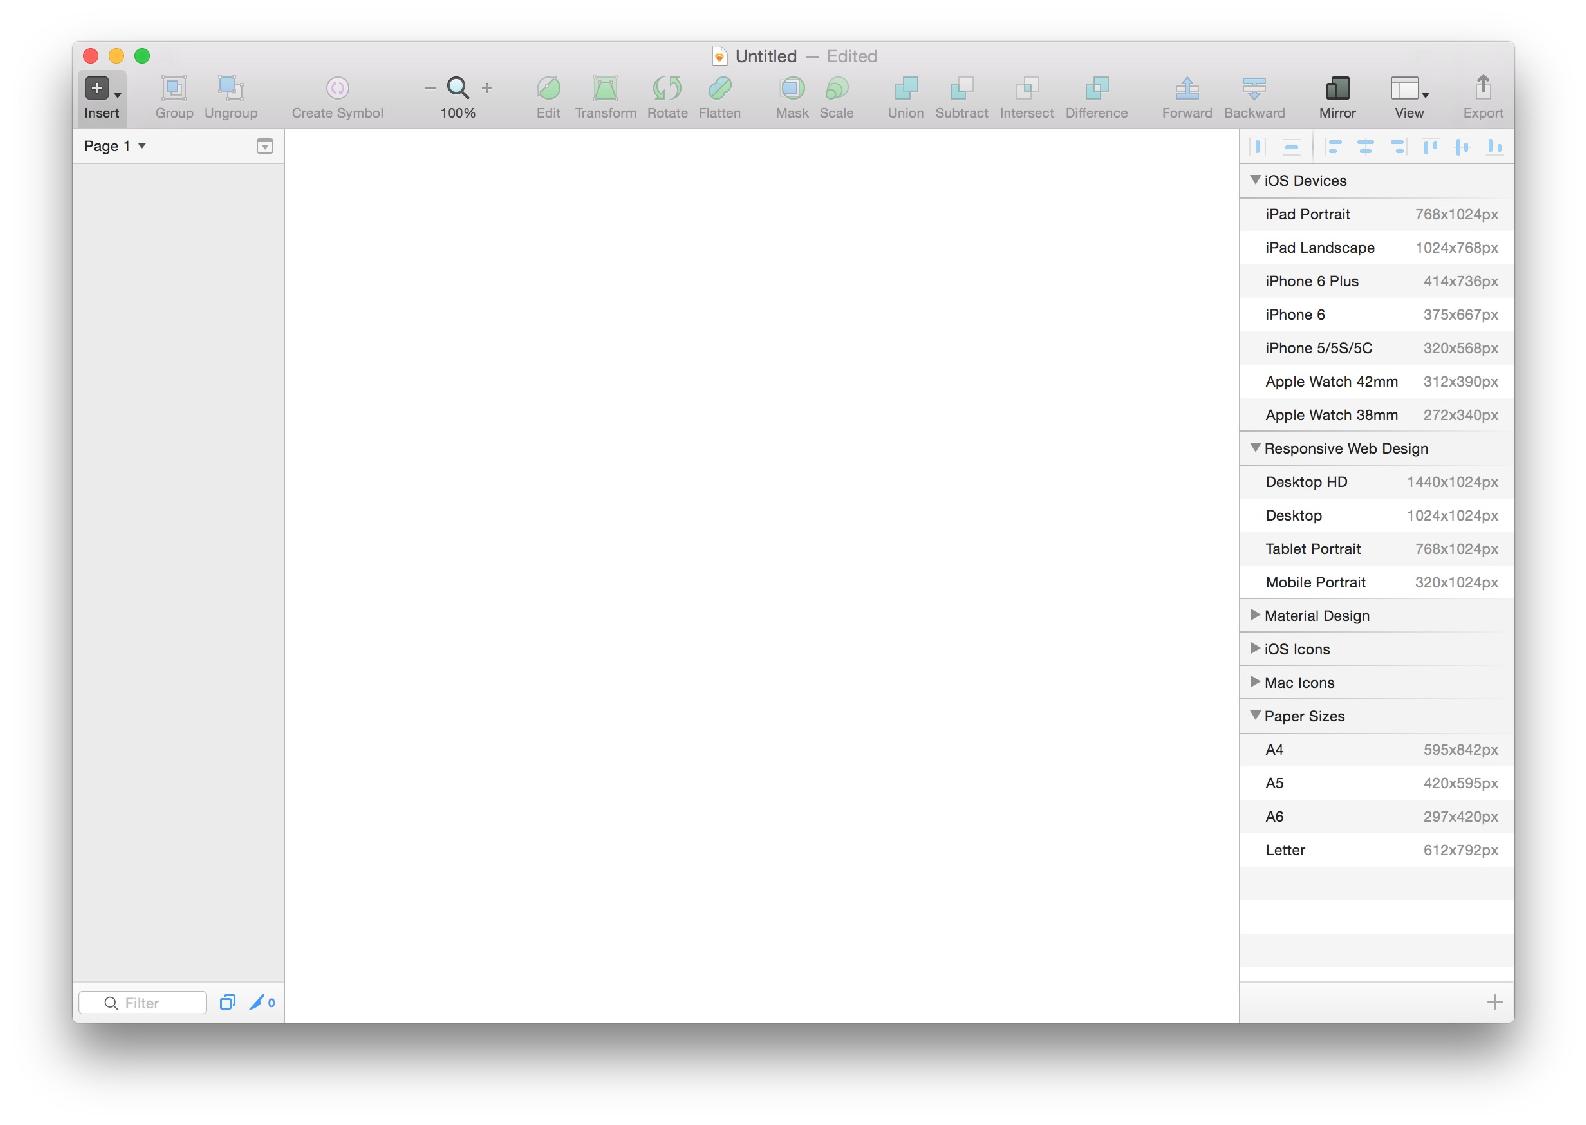 Untitled — Edited
Insert Group Ungroup Create Symbol 100% Edit Transform Rotate Flatten Mask Scale Union Subtract Intersect Difference Forward Backward Mirror View Export
Page 1
iOS Devices
iPad Portrait 768x1024px
iPad Landscape 1024x768px
iPhone 6 Plus 414x736px
iPhone 6 375x667px
iPhone 5/5S/5C 320x568px
Apple Watch 42mm 312x390px
Apple Watch 38mm 272x340px
Responsive Web Design
Desktop HD 1440x1024px
Desktop 1024x1024px
Tablet Portrait 768x1024px
Mobile Portrait 320x1024px
Material Design
iOS Icons
Mac Icons
Paper Sizes
A4 595x842px
A5 420x595px
A6 297x420px
Letter 612x792px
Filter 0